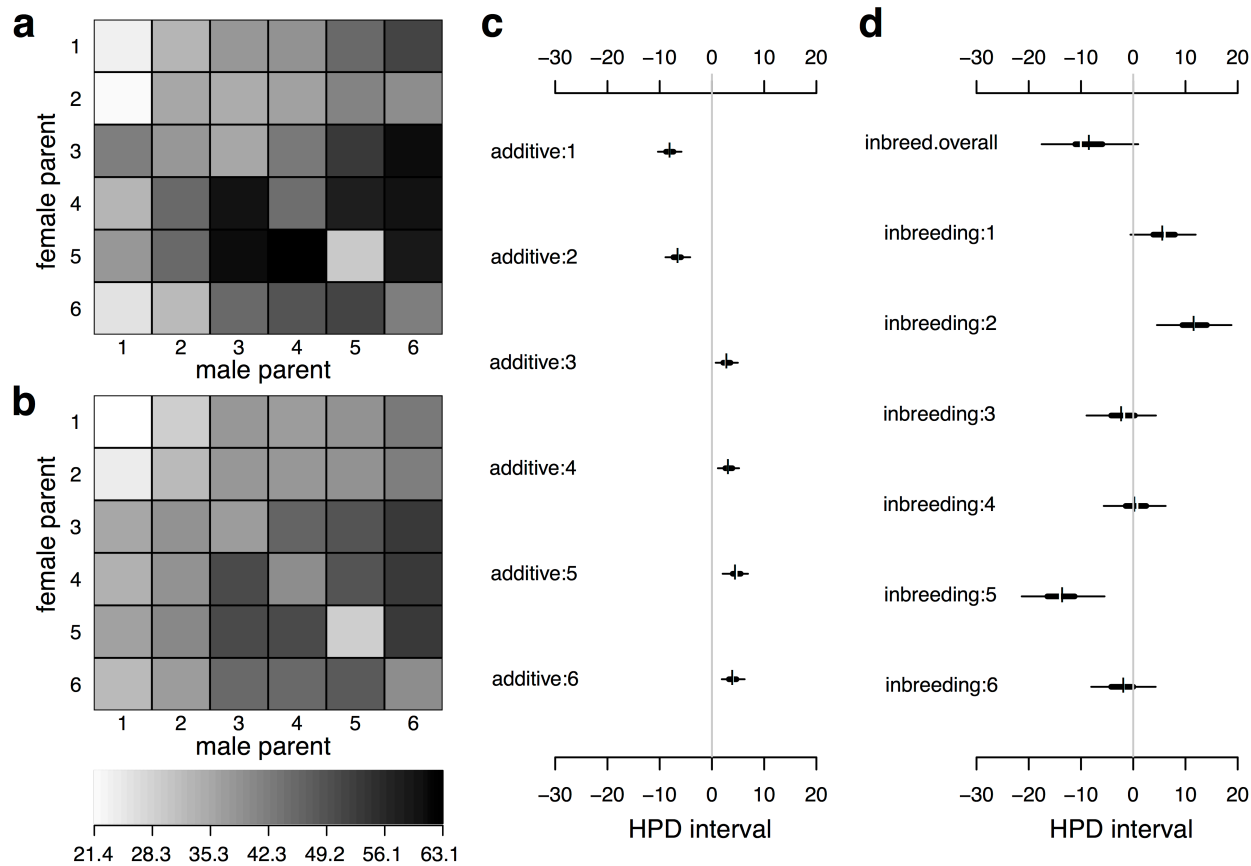 a
female parent
1
2
3
4
5
6
1 2 3 4 5 6
male parent
b
female parent
1
2
3
4
5
6
1 2 3 4 5 6
male parent
21.4 28.3 35.3 42.3 49.2 56.1 63.1
c
−30 −20 −10 0 10 20
additive:1
additive:2
additive:3
additive:4
additive:5
additive:6
−30 −20 −10 0 10 20
HPD interval
d
−30 −20 −10 0 10 20
inbreed.overall
inbreeding:1
inbreeding:2
inbreeding:3
inbreeding:4
inbreeding:5
inbreeding:6
−30 −20 −10 0 10 20
HPD interval